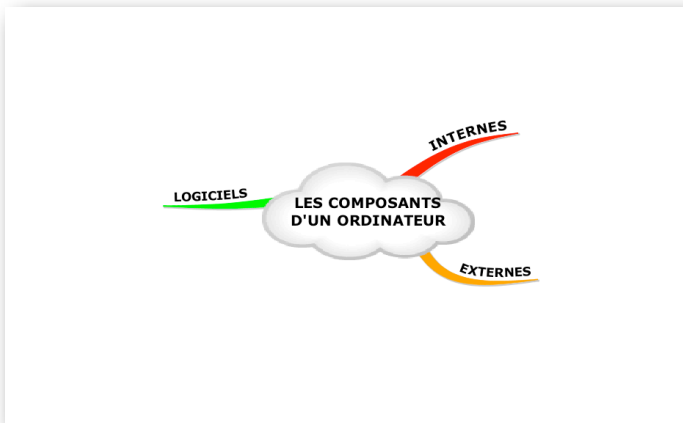 INTERNES
LOGICIELS
LES COMPOSANTS
D'UN ORDINATEUR
EXTERNES